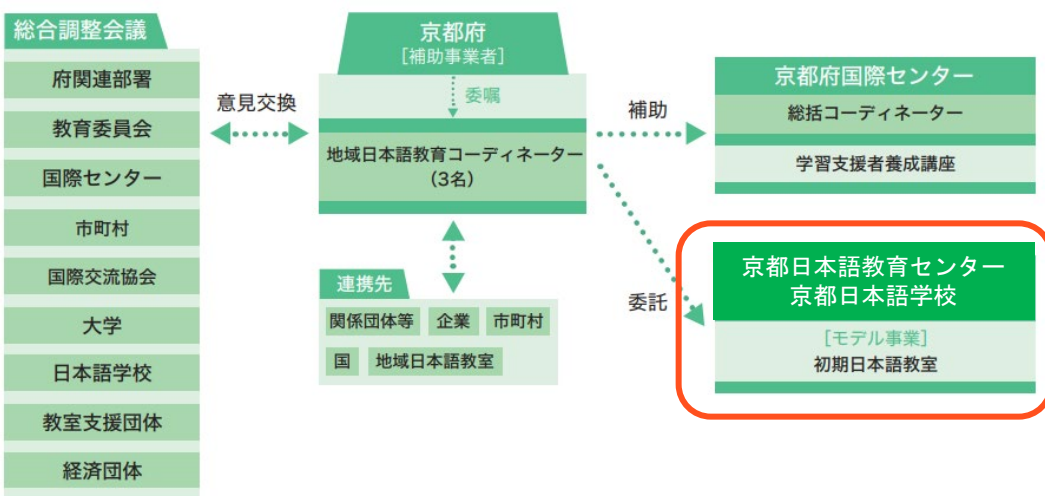 総合調整会議
府関連部署
教育委員会
国際センター
市町村
国際交流協会
大学
日本語学校
教室支援団体
経済団体
意見交換
京都府
［補助事業者］
委嘱
地域日本語教育コーディネーター
(3名)
連携先
関係団体等 企業 市町村
国 地域日本語教室
補助
京都府国際センター
総括コーディネーター
学習支援者養成講座
委託
京都日本語教育センター
京都日本語学校
［モデル事業］
初期日本語教室